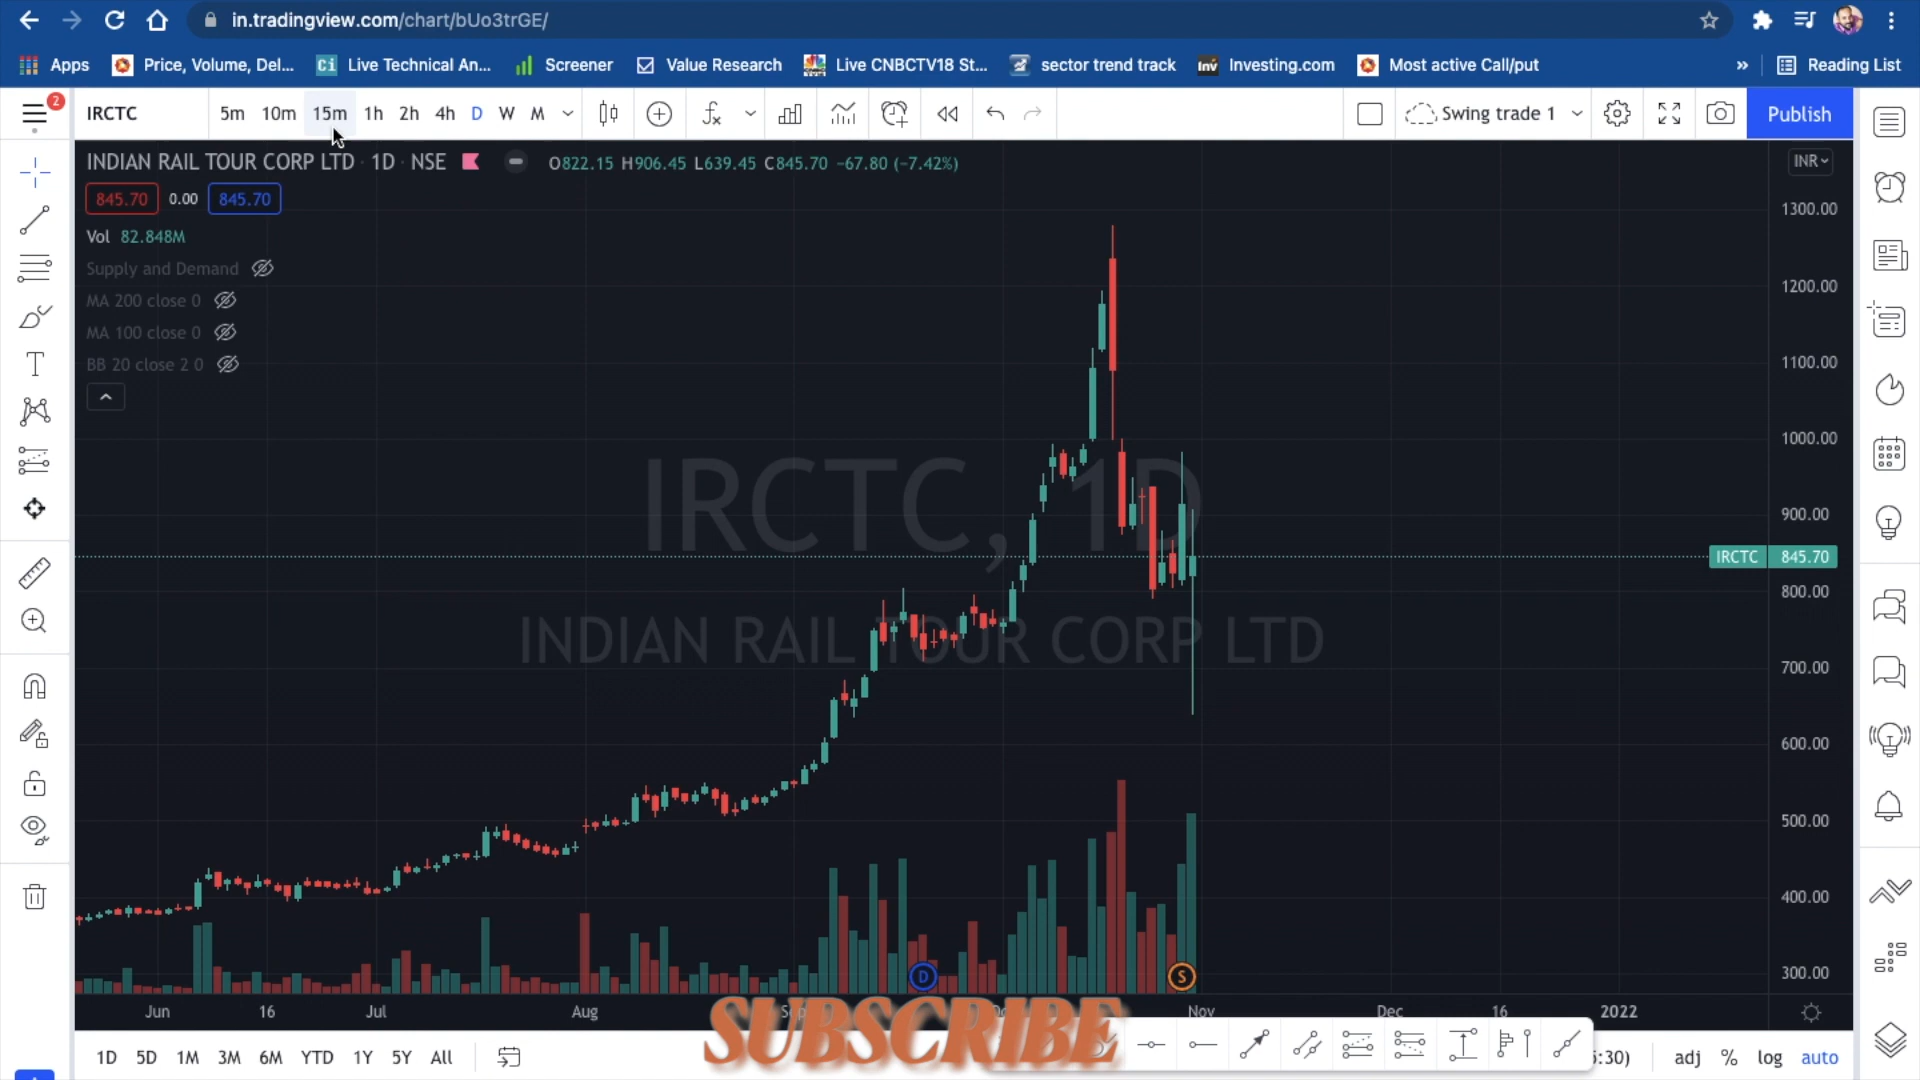 in.tradingview.com/chart/bUo3trGE/
Apps Price, Volume, Del... Ci Live Technical An... Screener Value Research Live CNBCTV18 St... sector trend track Inv Investing.com Most active Call/put » Reading List
2 IRCTC 5m 10m 15m 1h 2h 4h D W M Swing trade 1 Publish
INDIAN RAIL TOUR CORP LTD · 1D · NSE O822.15 H906.45 L639.45 C845.70 −67.80 (−7.42%) INR
845.70 0.00 845.70
Vol 82.848M
Supply and Demand
MA 200 close 0
MA 100 close 0
BB 20 close 2 0
IRCTC, 1D
INDIAN RAIL TOUR CORP LTD
1300.00
1200.00
1100.00
1000.00
900.00
IRCTC 845.70
800.00
700.00
600.00
500.00
400.00
300.00
D S
Jun 16 Jul Aug Nov Dec 16 2022
SUBSCRIBE
1D 5D 1M 3M 6M YTD 1Y 5Y All :30) adj % log auto